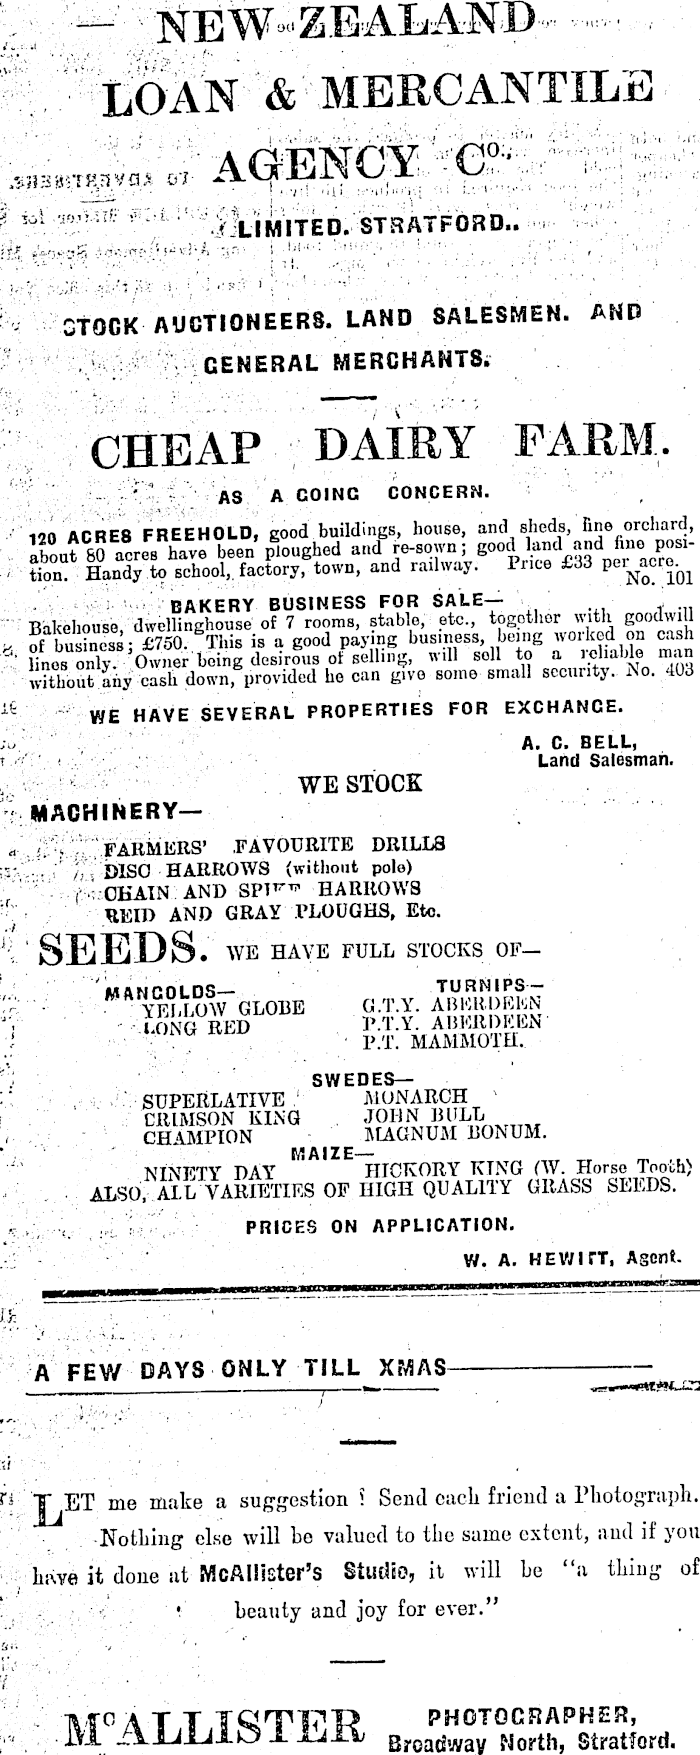 NEW ZEALAND
LOAN & MERCANTILE
AGENCY Co.,
LIMITED. STRATFORD..
STOCK AUCTIONEERS. LAND SALESMEN. AND
GENERAL MERCHANTS.
CHEAP DAIRY FARM.
AS A GOING CONCERN.
120 ACRES FREEHOLD, good buildings, house, and sheds, fine orchard,
about 80 acres have been ploughed and re-sown; good land and fine posi-
tion. Handy to school, factory, town, and railway. Price £33 per acre.
No. 101
BAKERY BUSINESS FOR SALE—
Bakehouse, dwellinghouse of 7 rooms, stable, etc., together with goodwill
of business; £750. This is a good paying business, being worked on cash
lines only. Owner being desirous of selling, will sell to a reliable man
without any cash down, provided he can give some small security. No. 403
WE HAVE SEVERAL PROPERTIES FOR EXCHANGE.
A. C. BELL,
Land Salesman.
WE STOCK
MACHINERY—
FARMERS' FAVOURITE DRILLS
DISC HARROWS (without pole)
CHAIN AND SPIKE HARROWS
REID AND GRAY PLOUGHS, Etc.
SEEDS. WE HAVE FULL STOCKS OF—
MANGOLDS— TURNIPS—
YELLOW GLOBE G.T.Y. ABERDEEN
LONG RED P.T.Y. ABERDEEN
P.T. MAMMOTH.
SWEDES—
SUPERLATIVE MONARCH
CRIMSON KING JOHN BULL
CHAMPION MAGNUM BONUM.
MAIZE—
NINETY DAY HICKORY KING (W. Horse Tooth)
ALSO, ALL VARIETIES OF HIGH QUALITY GRASS SEEDS.
PRICES ON APPLICATION.
W. A. HEWITT, Agent.
A FEW DAYS ONLY TILL XMAS—
LET me make a suggestion? Send each friend a Photograph.
Nothing else will be valued to the same extent, and if you
have it done at McAllister's Studio, it will be "a thing of
beauty and joy for ever."
McALLISTER PHOTOGRAPHER,
Broadway North, Stratford.